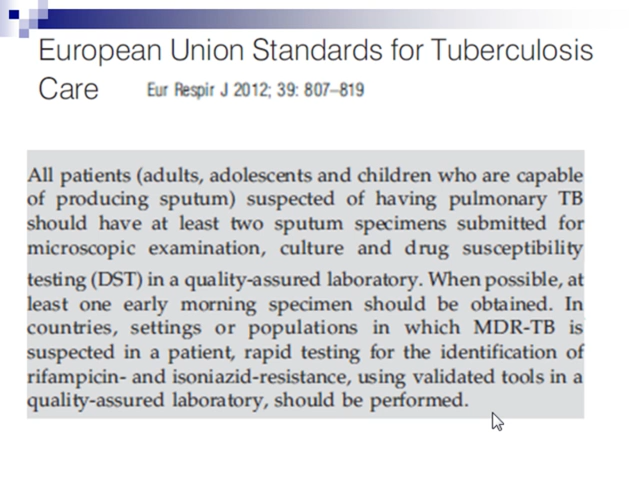 European Union Standards for Tuberculosis
Care Eur Respir J 2012; 39: 807–819
All patients (adults, adolescents and children who are capable
of producing sputum) suspected of having pulmonary TB
should have at least two sputum specimens submitted for
microscopic examination, culture and drug susceptibility
testing (DST) in a quality-assured laboratory. When possible, at
least one early morning specimen should be obtained. In
countries, settings or populations in which MDR-TB is
suspected in a patient, rapid testing for the identification of
rifampicin- and isoniazid-resistance, using validated tools in a
quality-assured laboratory, should be performed.